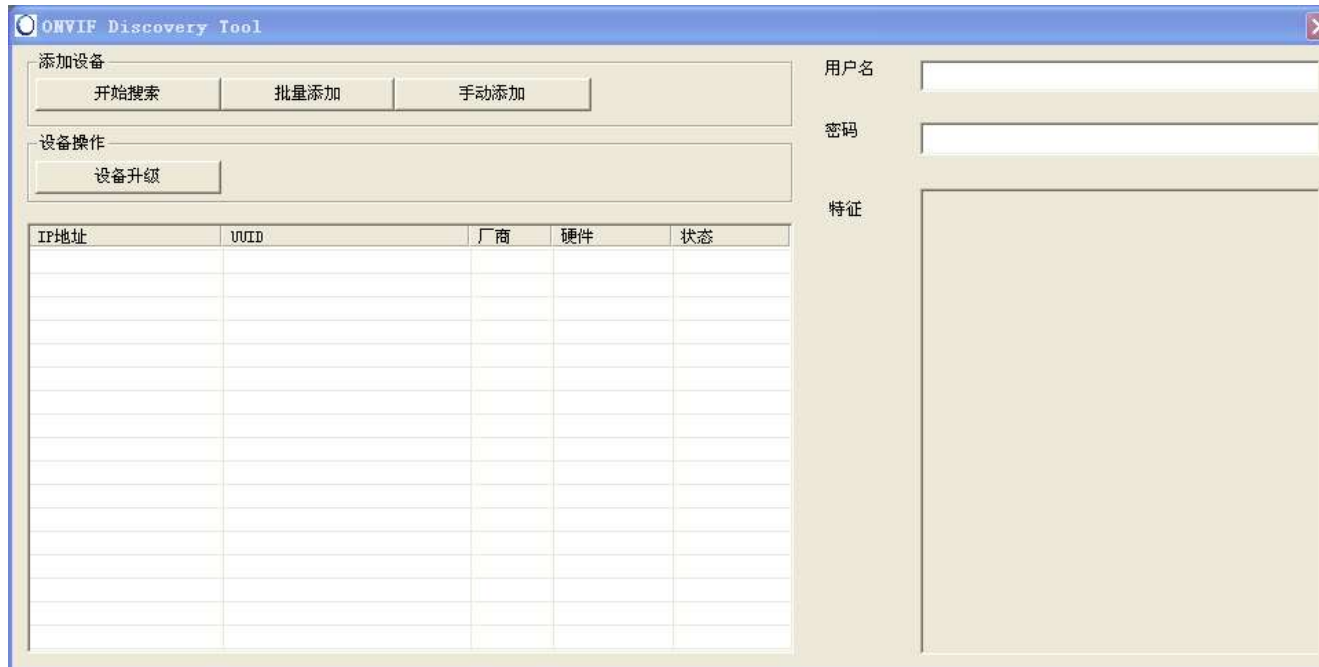 ONVIF Discovery Tool
添加设备
开始搜索 批量添加 手动添加
设备操作
设备升级
IP地址 UUID 厂商 硬件 状态
用户名
密码
特征